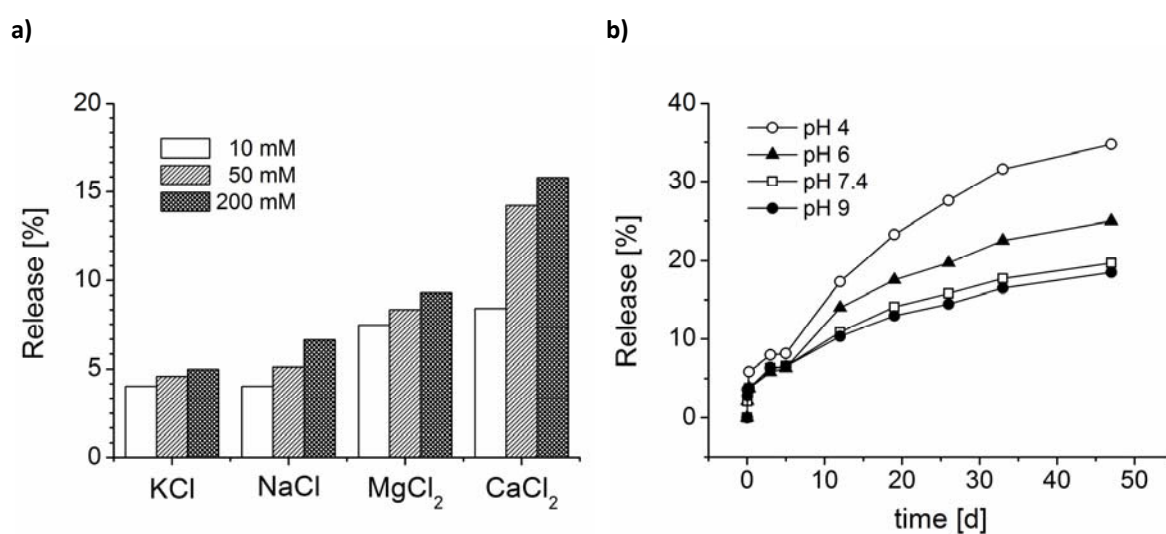 a)
20
15
10
5
0
Release [%]
10 mM
50 mM
200 mM
KCl
NaCl
MgCl₂
CaCl₂
b)
40
30
20
10
0
Release [%]
pH 4
pH 6
pH 7.4
pH 9
0 10 20 30 40 50
time [d]